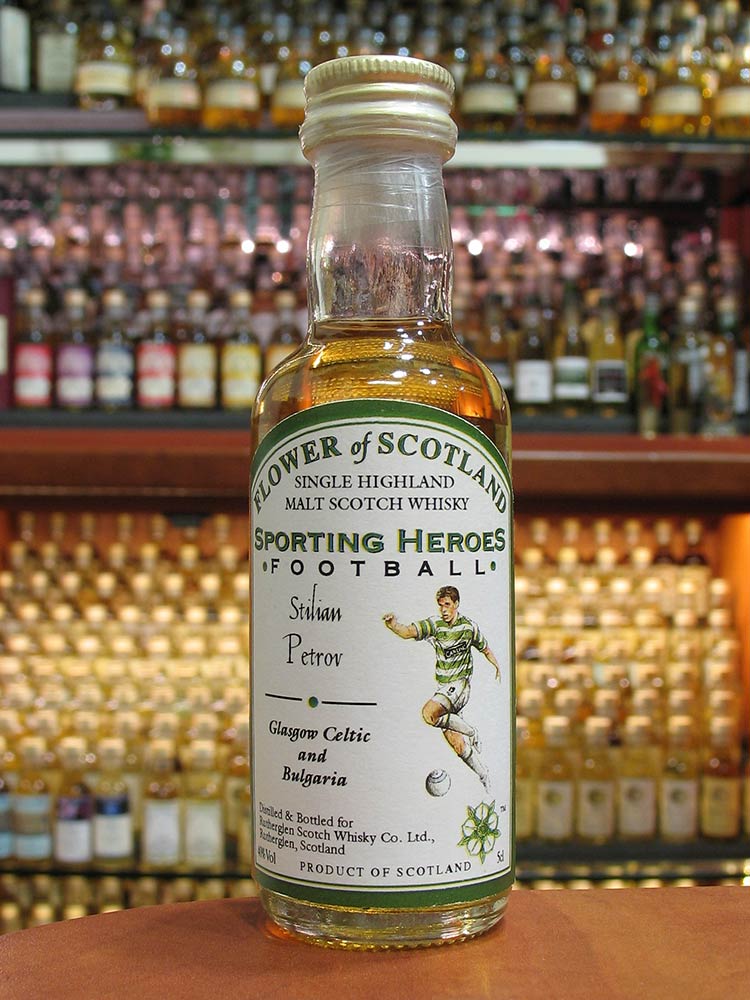 FLOWER of SCOTLAND
SINGLE HIGHLAND
MALT SCOTCH WHISKY
SPORTING HEROES
• FOOTBALL •
Stilian
Petrov
Glasgow Celtic
and
Bulgaria
Distilled & Bottled for
Rutherglen Scotch Whisky Co. Ltd.,
Rutherglen, Scotland
40% Vol
5cl
PRODUCT OF SCOTLAND
TM